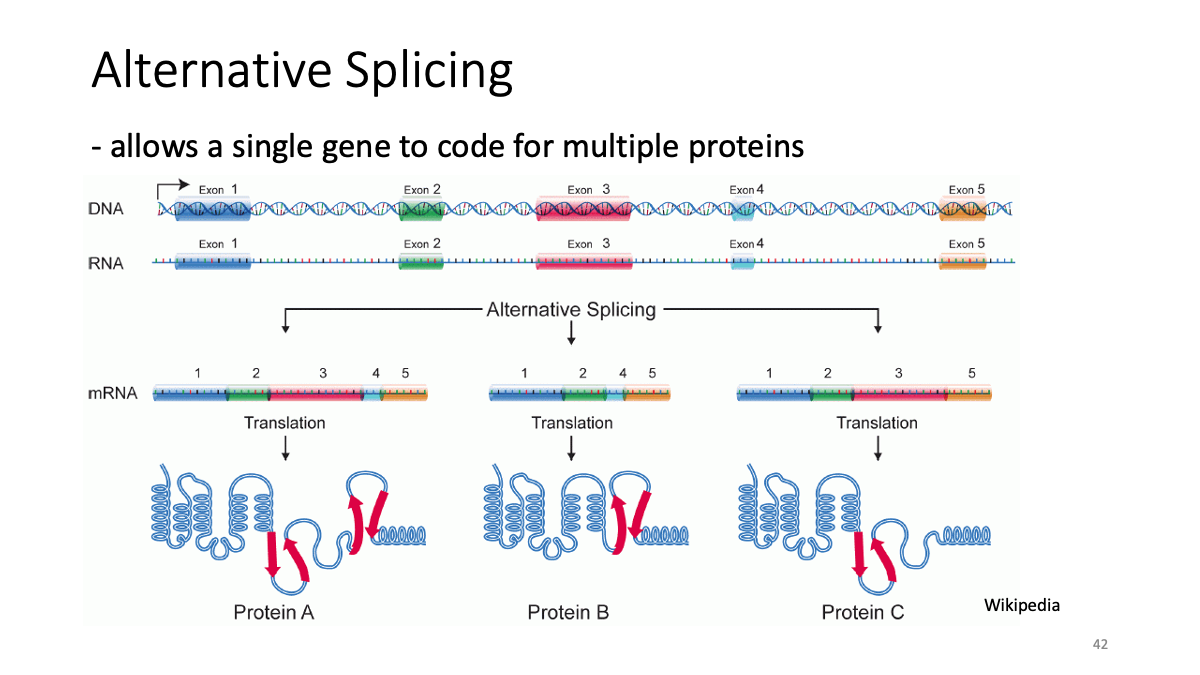 Alternative Splicing
- allows a single gene to code for multiple proteins
Exon 1 Exon 2 Exon 3 Exon 4 Exon 5
DNA
Exon 1 Exon 2 Exon 3 Exon 4 Exon 5
RNA
Alternative Splicing
1 2 3 4 5 1 2 4 5 1 2 3 5
mRNA
Translation Translation Translation
Protein A Protein B Protein C
Wikipedia
42